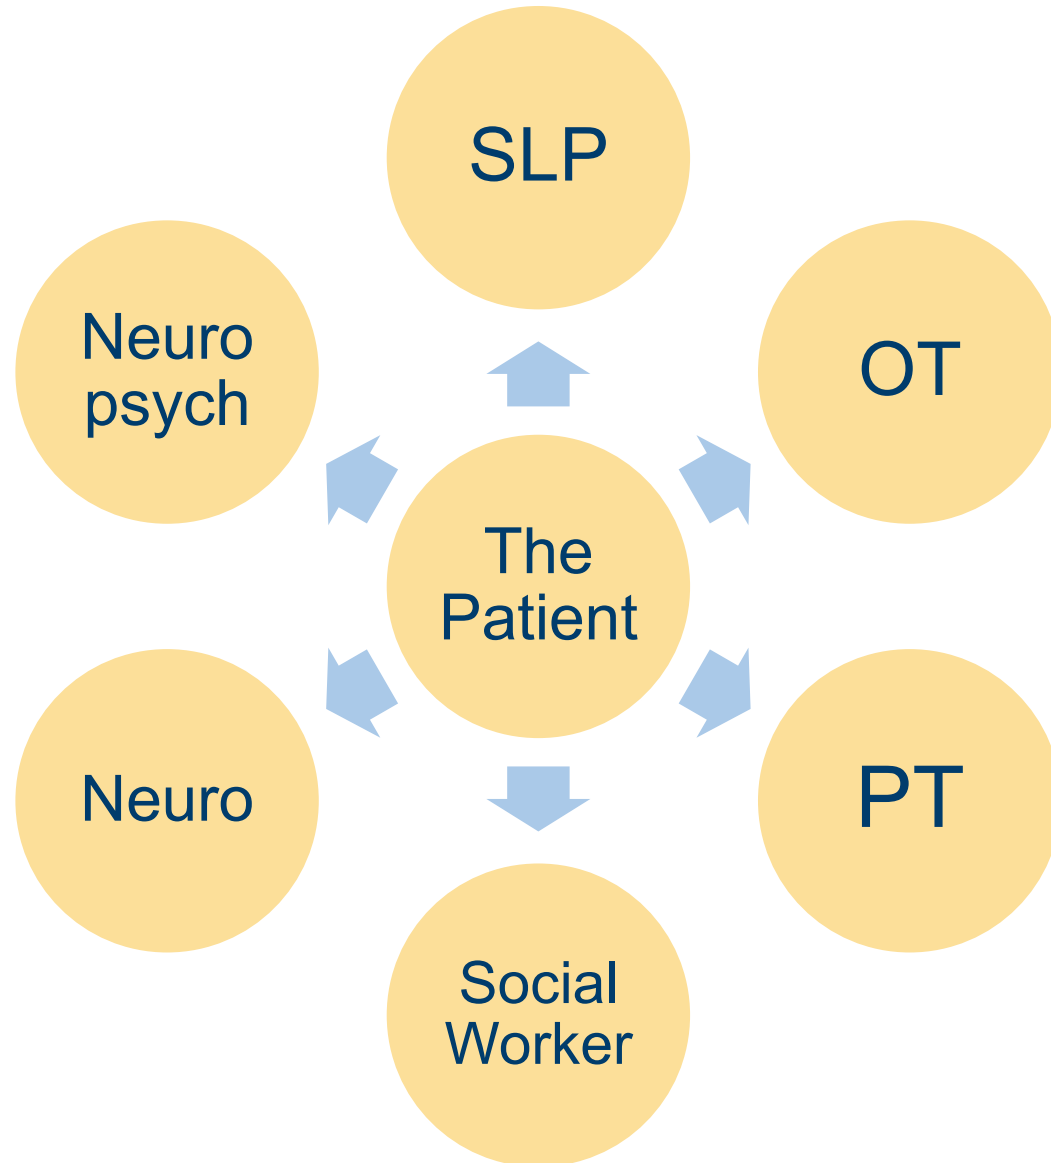 SLP
OT
PT
Social
Worker
Neuro
Neuro
psych
The
Patient